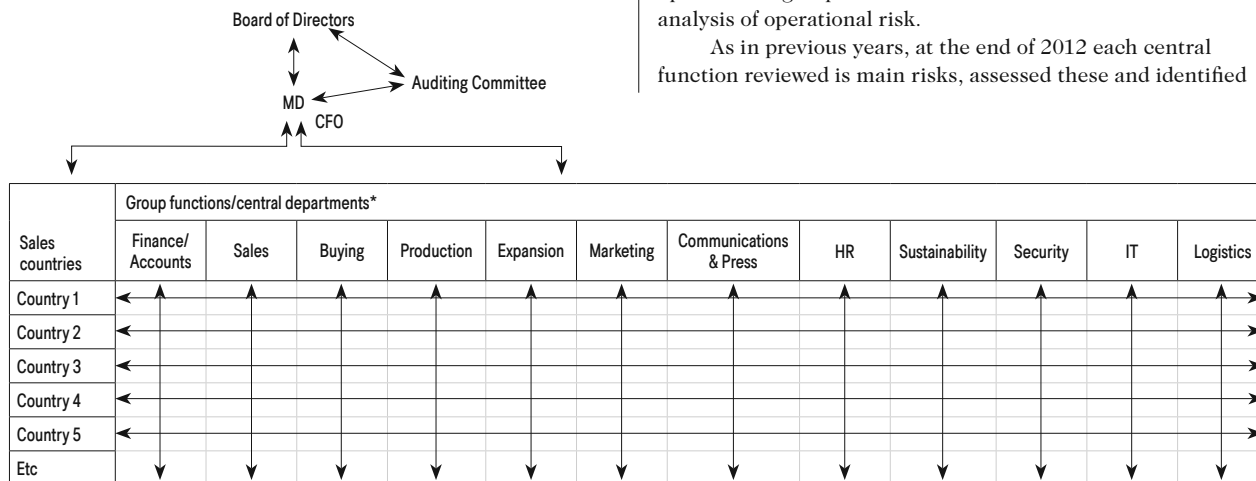 analysis of operational risk.
As in previous years, at the end of 2012 each central
function reviewed is main risks, assessed these and identified
Board of Directors
Auditing Committee
MD
CFO
Group functions/central departments*
Sales
countries
Finance/
Accounts
Sales
Buying
Production
Expansion
Marketing
Communications
& Press
HR
Sustainability
Security
IT
Logistics
Country 1
Country 2
Country 3
Country 4
Country 5
Etc